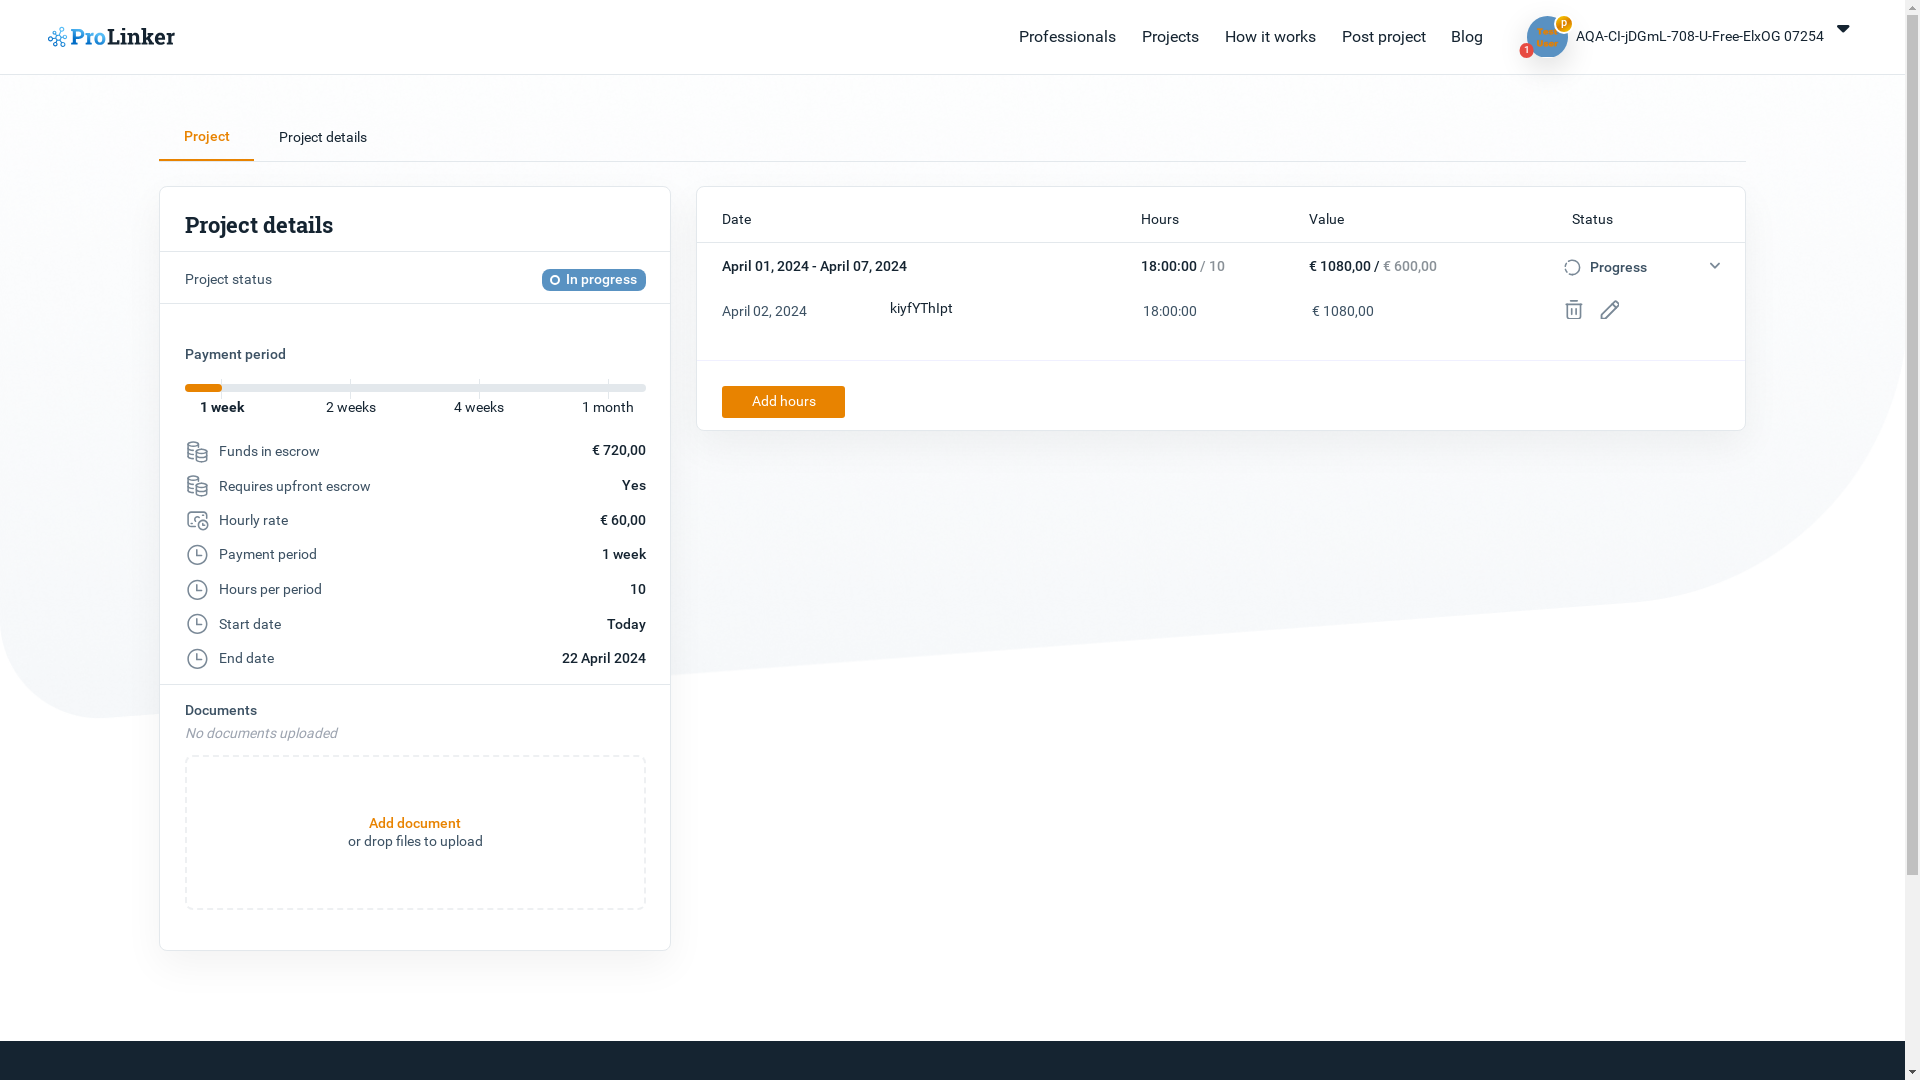 ProLinker
Professionals
Projects
How it works
Post project
Blog
p
1
AQA-CI-jDGmL-708-U-Free-ElxOG 07254
Project
Project details
Project details
Project status
In progress
Payment period
1 week
2 weeks
4 weeks
1 month
Funds in escrow
€ 720,00
Requires upfront escrow
Yes
Hourly rate
€ 60,00
Payment period
1 week
Hours per period
10
Start date
Today
End date
22 April 2024
Documents
No documents uploaded
Add document
or drop files to upload
Date
Hours
Value
Status
April 01, 2024 - April 07, 2024
18:00:00 / 10
€ 1080,00 / € 600,00
Progress
April 02, 2024
kiyfYThIpt
18:00:00
€ 1080,00
Add hours